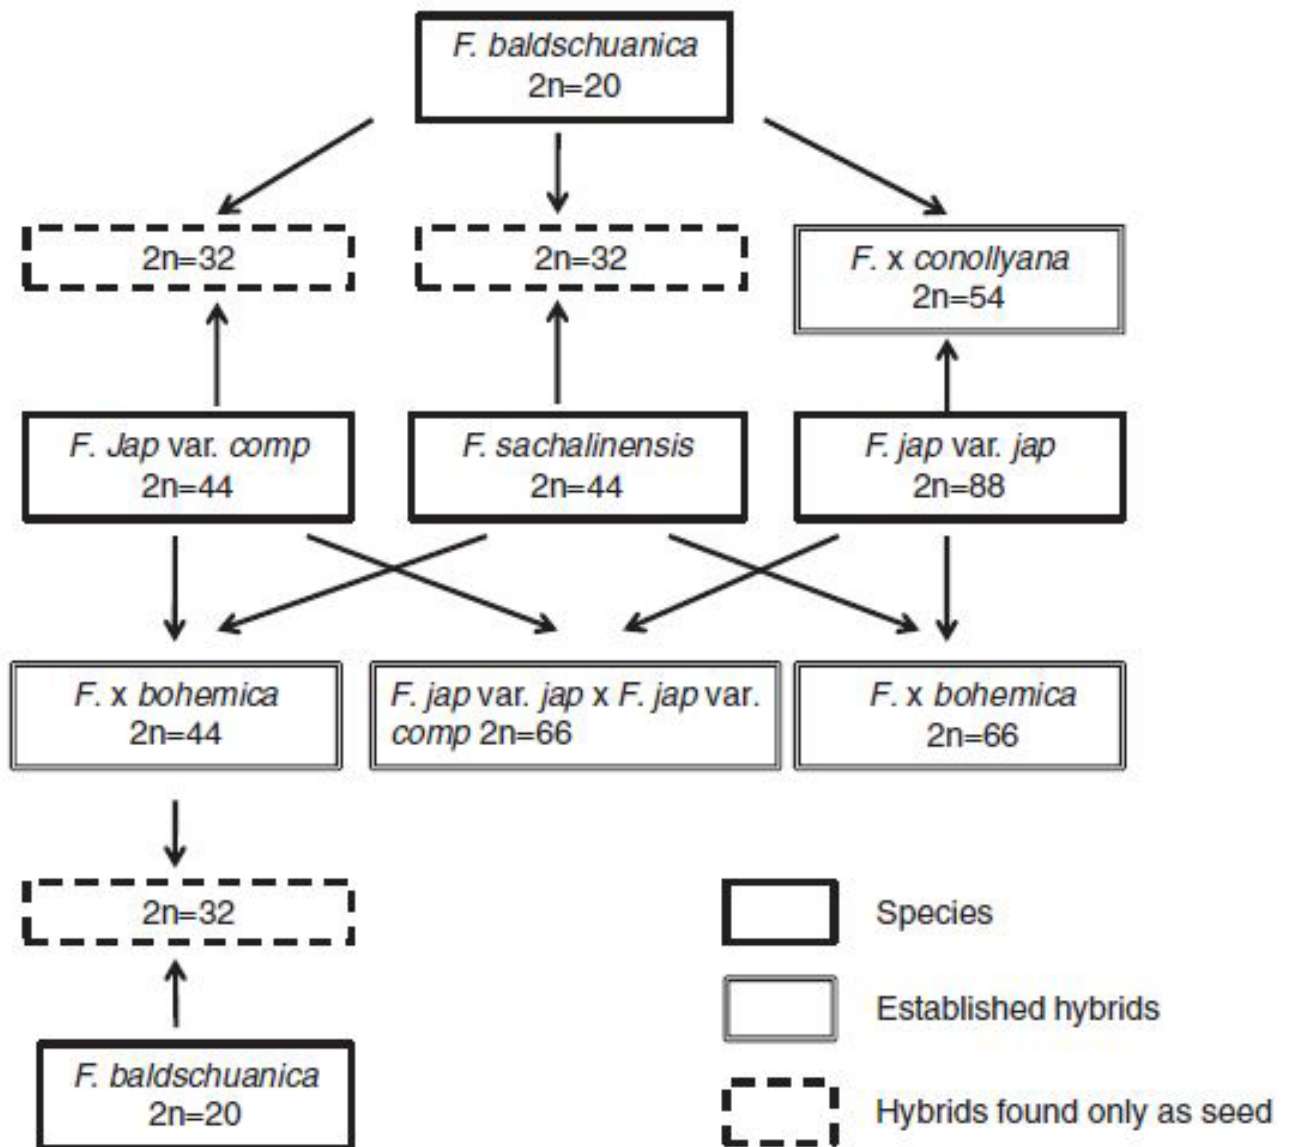 F. baldschuanica
2n=20
2n=32
2n=32
F. x conollyana
2n=54
F. Jap var. comp
2n=44
F. sachalinensis
2n=44
F. jap var. jap
2n=88
F. x bohemica
2n=44
F. jap var. jap x F. jap var.
comp 2n=66
F. x bohemica
2n=66
2n=32
F. baldschuanica
2n=20
Species
Established hybrids
Hybrids found only as seed